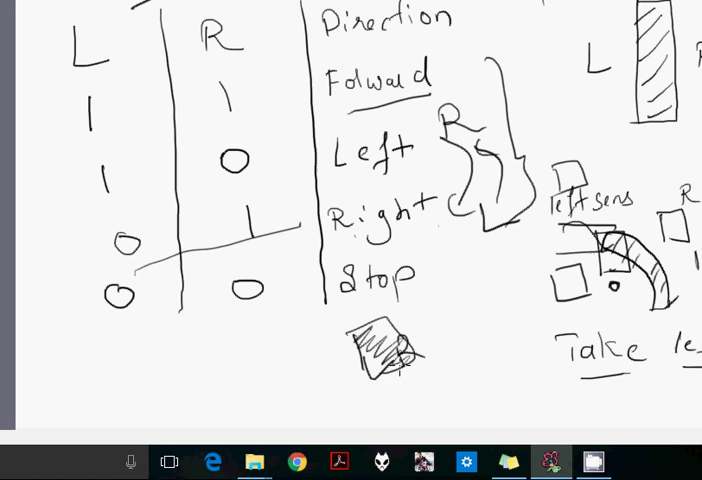 L R Direction
1 1 Folward
1 0 Left
0 1 Right
0 0 Stop
R
L
left sens R
Take